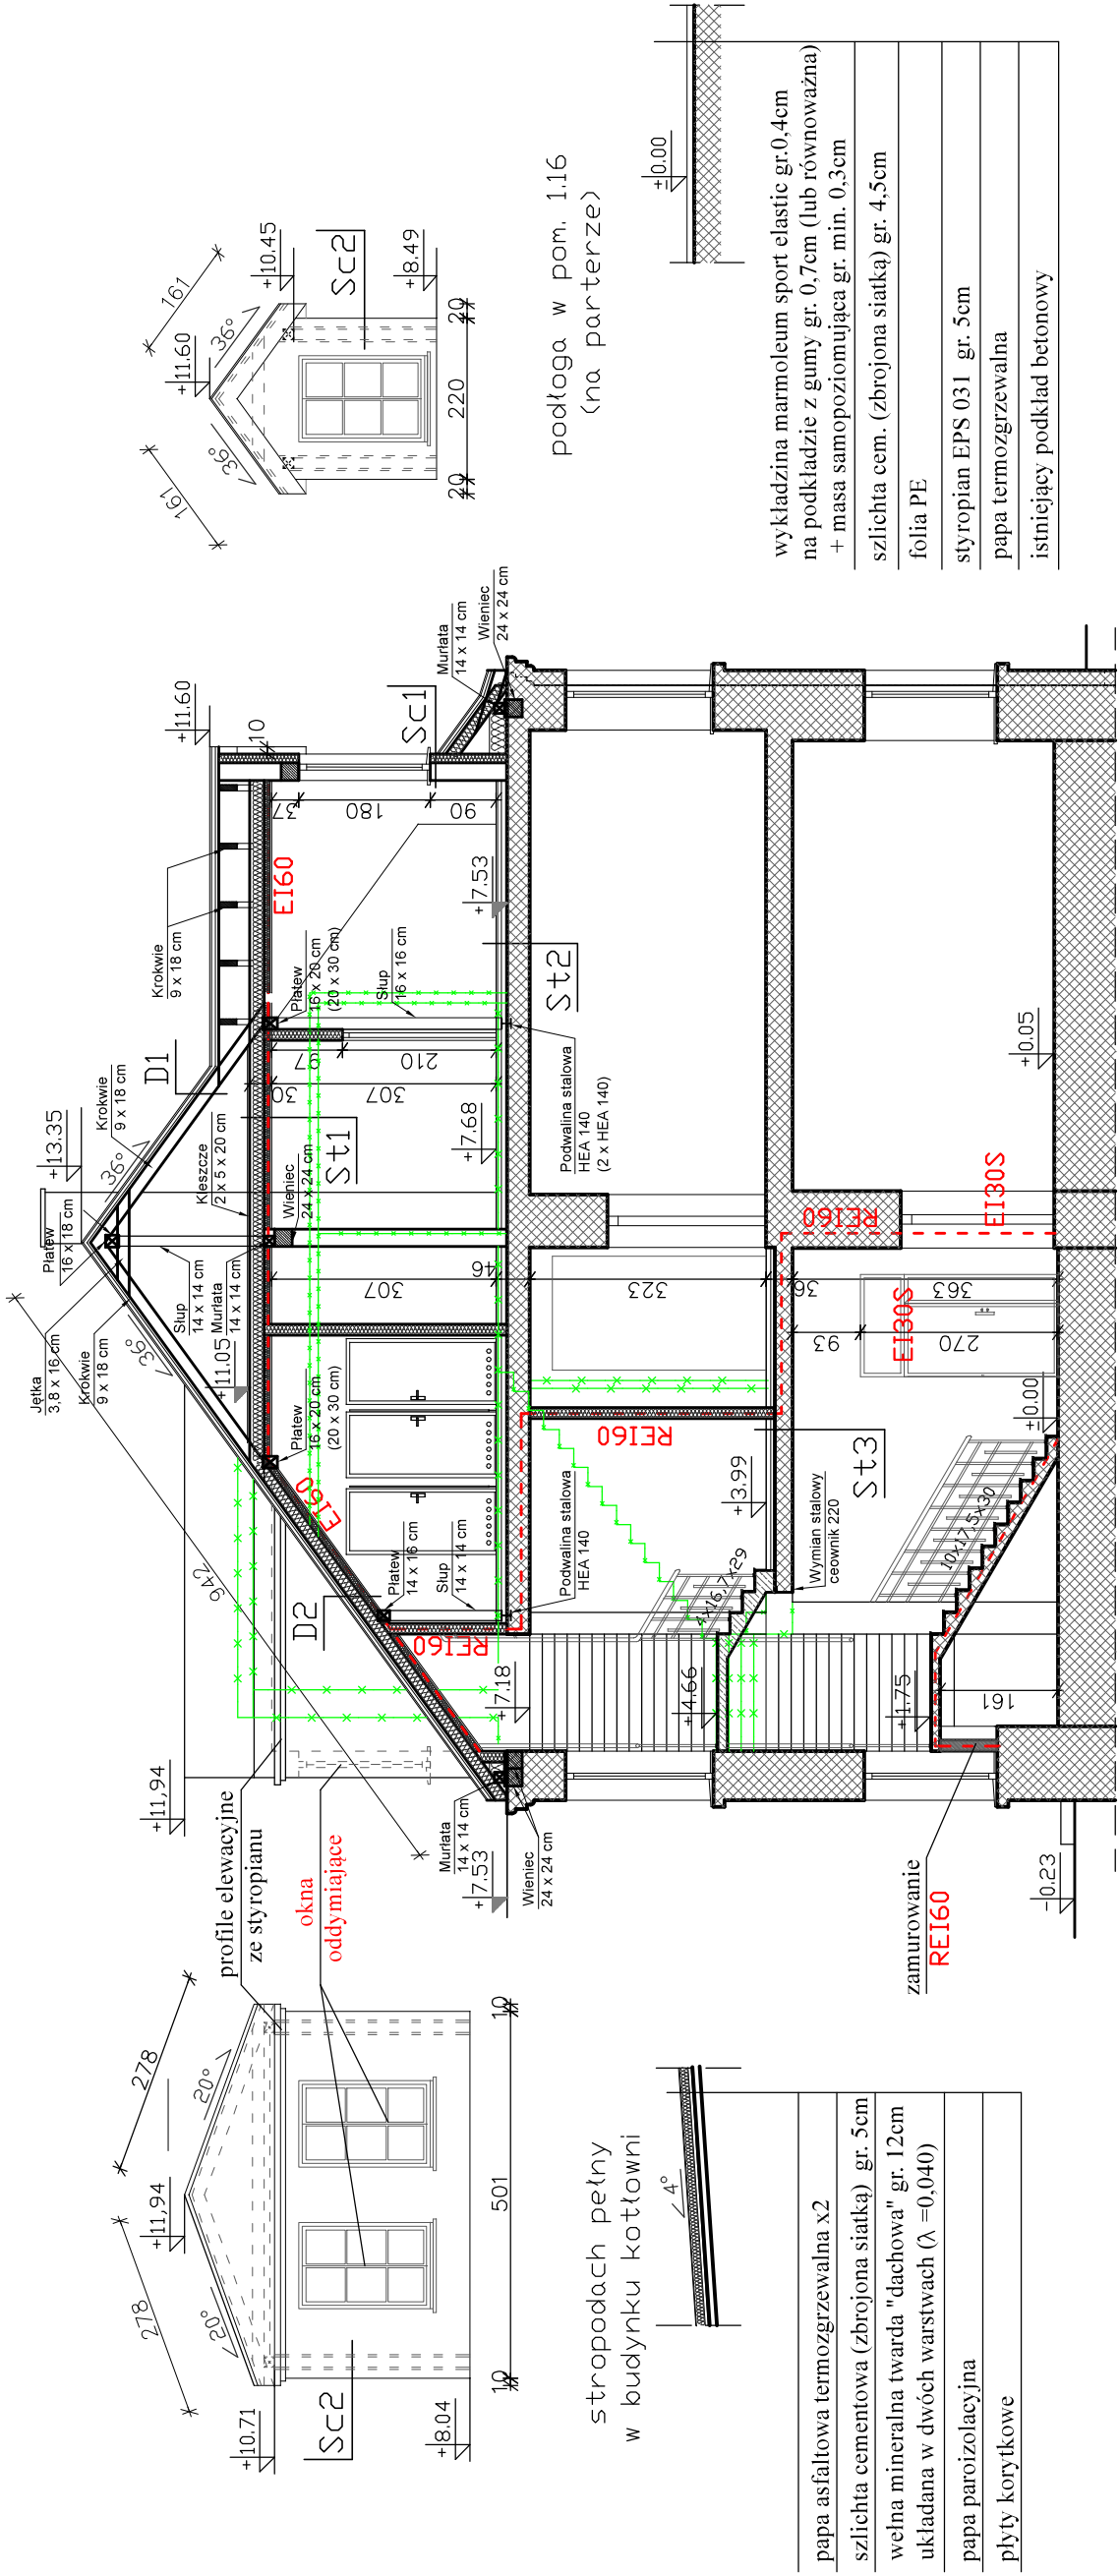 278
278
20°
20°
+11,94
+10.71
Sc2
+8.04
10
501
10
profile elewacyjne
ze styropianu
okna
oddymiające
stropodach pełny
w budynku kotłowni
4°
papa asfaltowa termozgrzewalna x2
szlichta cementowa (zbrojona siatką) gr. 5cm
wełna mineralna twarda "dachowa" gr. 12cm
układana w dwóch warstwach (λ =0,040)
papa paroizolacyjna
płyty korytkowe
+11,94
942
Jętka
3,8 x 16 cm
Krokwie
9 x 18 cm
Płatew
16 x 18 cm
+13.35
36°
36°
Krokwie
9 x 18 cm
D1
Krokwie
9 x 18 cm
+11.60
10
Słup
14 x 14 cm
Murłata
14 x 14 cm
+11.05
Kleszcze
2 x 5 x 20 cm
St1
30
EI60
37
180
90
Sc1
Płatew
16 x 20 cm
(20 x 30 cm)
Wieniec
24 x 24 cm
Płatew
16 x 20 cm
(20 x 30 cm)
Słup
16 x 16 cm
EI60
D2
Płatew
14 x 16 cm
Słup
14 x 14 cm
307
307
97
210
+7.68
+7.53
Murłata
14 x 14 cm
Wieniec
24 x 24 cm
Murłata
14 x 14 cm
+7.53
Wieniec
24 x 24 cm
REI60
+7.18
Podwalina stalowa
HEA 140
46
Podwalina stalowa
HEA 140
(2 x HEA 140)
St2
REI60
323
+3.99
4x16,7x29
+4.66
Wymian stalowy
ceownik 220
St3
36
REI60
93
270
363
EI30S
EI30S
10x17,5x30
+1.75
161
±0.00
+0.05
-0.23
zamurowanie
REI60
161
161
36°
36°
+11.60
+10.45
Sc2
+8.49
20
220
20
podłoga w pom. 1.16
(na parterze)
±0.00
wykładzina marmoleum sport elastic gr.0,4cm
na podkładzie z gumy gr. 0,7cm (lub równoważna)
+ masa samopoziomująca gr. min. 0,3cm
szlichta cem. (zbrojona siatką) gr. 4,5cm
folia PE
styropian EPS 031 gr. 5cm
papa termozgrzewalna
istniejący podkład betonowy